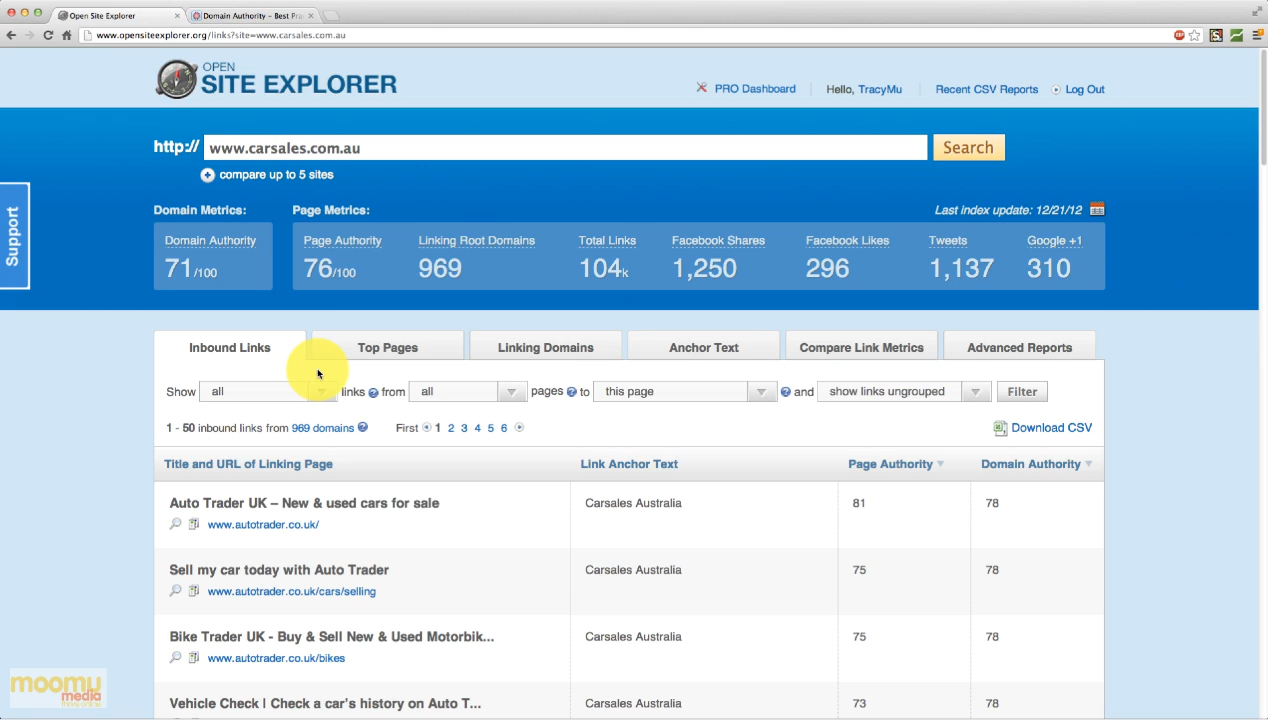 Open Site Explorer
Domain Authority – Best Pra
www.opensiteexplorer.org/links?site=www.carsales.com.au
OPEN
SITE EXPLORER
PRO Dashboard
Hello, TracyMu
Recent CSV Reports
Log Out
http://
www.carsales.com.au
Search
compare up to 5 sites
Support
Domain Metrics:
Page Metrics:
Last index update: 12/21/12
Domain Authority
Page Authority
Linking Root Domains
Total Links
Facebook Shares
Facebook Likes
Tweets
Google +1
71/100
76/100
969
104k
1,250
296
1,137
310
Inbound Links
Top Pages
Linking Domains
Anchor Text
Compare Link Metrics
Advanced Reports
Show all links from all pages to this page and show links ungrouped Filter
1 - 50 inbound links from 969 domains
First 1 2 3 4 5 6
Download CSV
Title and URL of Linking Page
Link Anchor Text
Page Authority
Domain Authority
Auto Trader UK – New & used cars for sale
Carsales Australia
81
78
www.autotrader.co.uk/
Sell my car today with Auto Trader
Carsales Australia
75
78
www.autotrader.co.uk/cars/selling
Bike Trader UK - Buy & Sell New & Used Motorbik...
Carsales Australia
75
78
www.autotrader.co.uk/bikes
Vehicle Check | Check a car's history on Auto T...
Carsales Australia
73
78
moomu
media